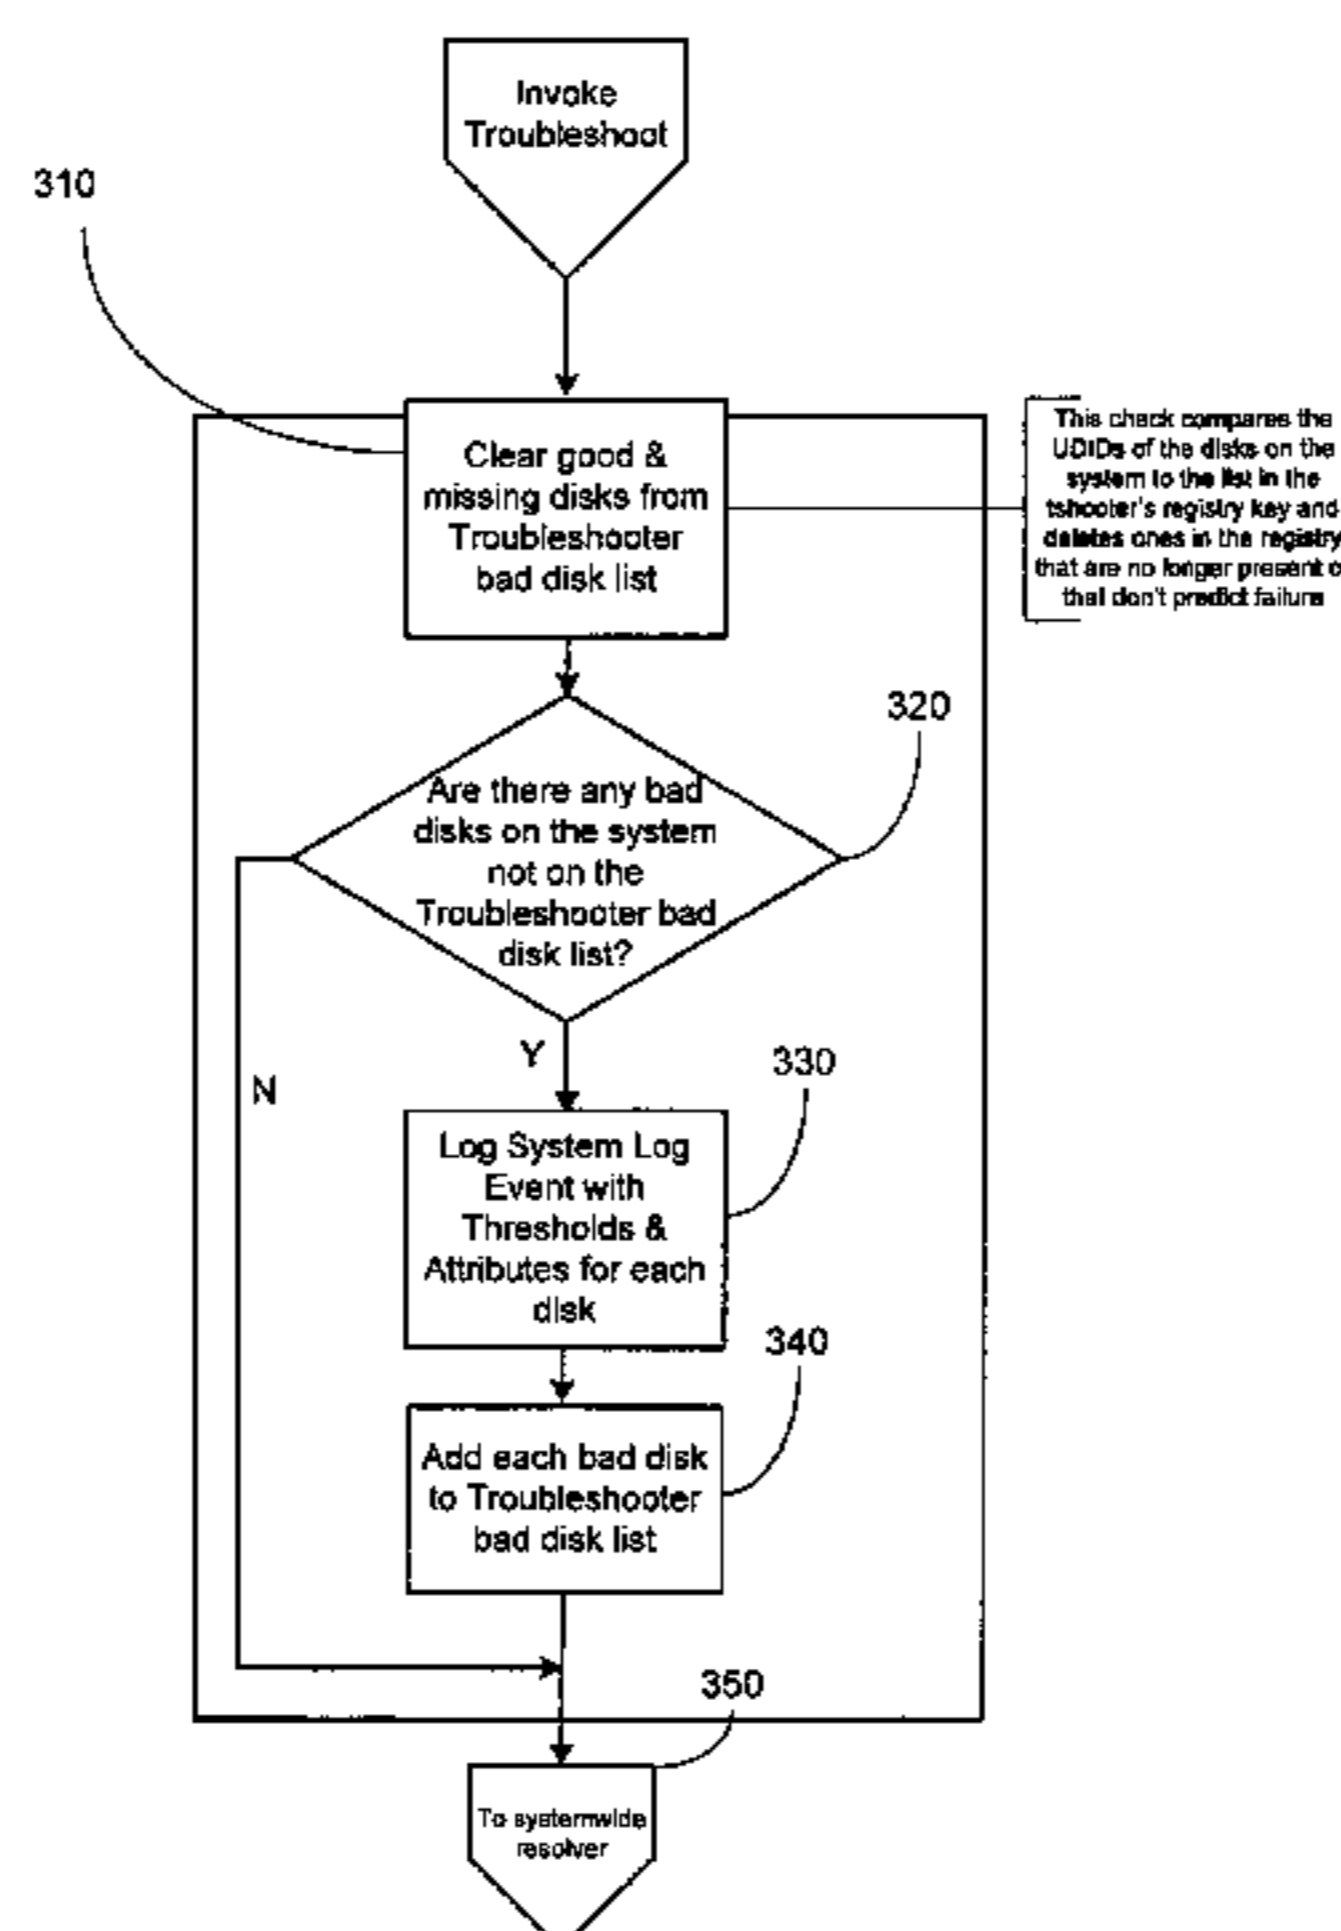 Invoke
Troubleshoot
310
Clear good &
missing disks from
Troubleshooter
bad disk list
This check compares the
UDIDs of the disks on the
system to the list in the
tshooter's registry key and
deletes ones in the registry
that are no longer present
that don't predict failure
320
Are there any bad
disks on the system
not on the
Troubleshooter bad
disk list?
Y
N
330
Log System Log
Event with
Thresholds &
Attributes for each
disk
340
Add each bad disk
to Troubleshooter
bad disk list
350
To systemwide
resolver